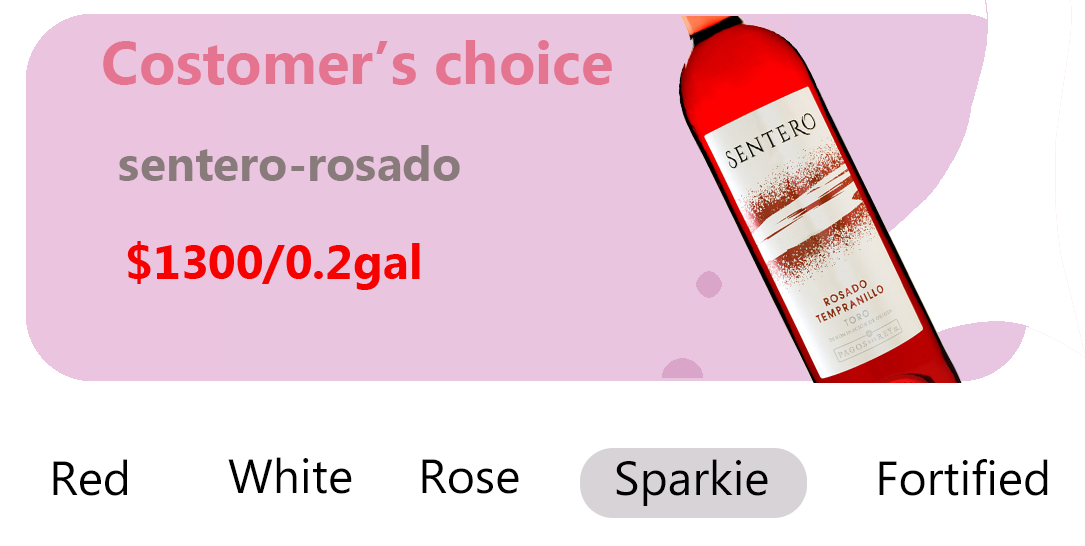 Costomer’s choice
sentero-rosado
$1300/0.2gal
SENTERO
ROSADO
TEMPRANILLO
TORO
Red White Rose Sparkie Fortified